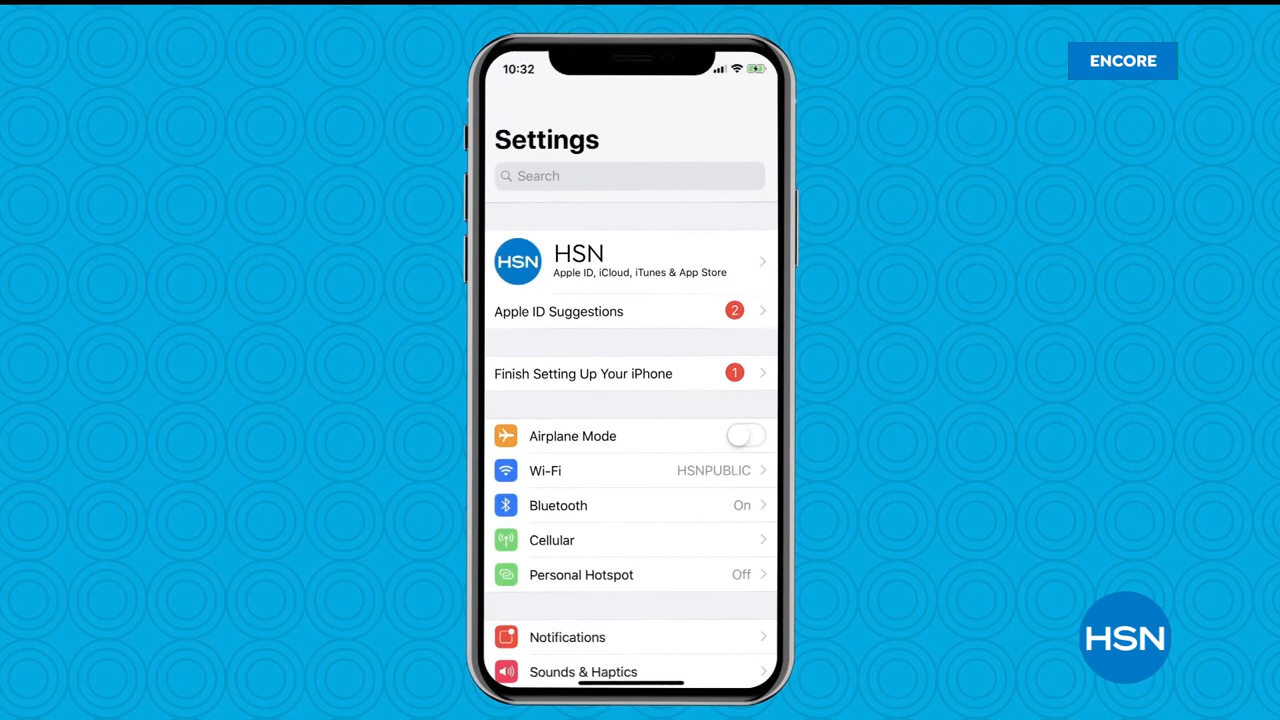 ENCORE
10:32
Settings
Search
HSN
HSN
Apple ID, iCloud, iTunes & App Store
Apple ID Suggestions 2
Finish Setting Up Your iPhone 1
Airplane Mode
Wi-Fi HSNPUBLIC
Bluetooth On
Cellular
Personal Hotspot Off
Notifications
Sounds & Haptics
HSN